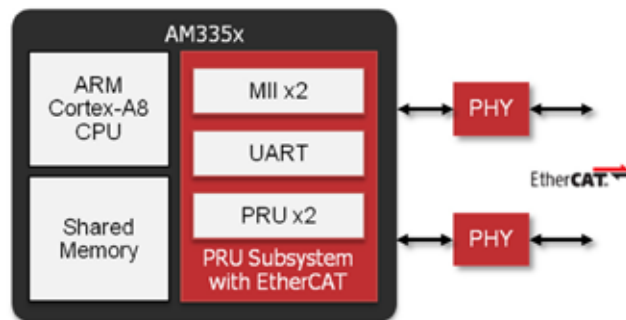 AM335x
ARM
Cortex-A8
CPU
Shared
Memory
MII x2
UART
PRU x2
PRU Subsystem
with EtherCAT
PHY
EtherCAT.
PHY